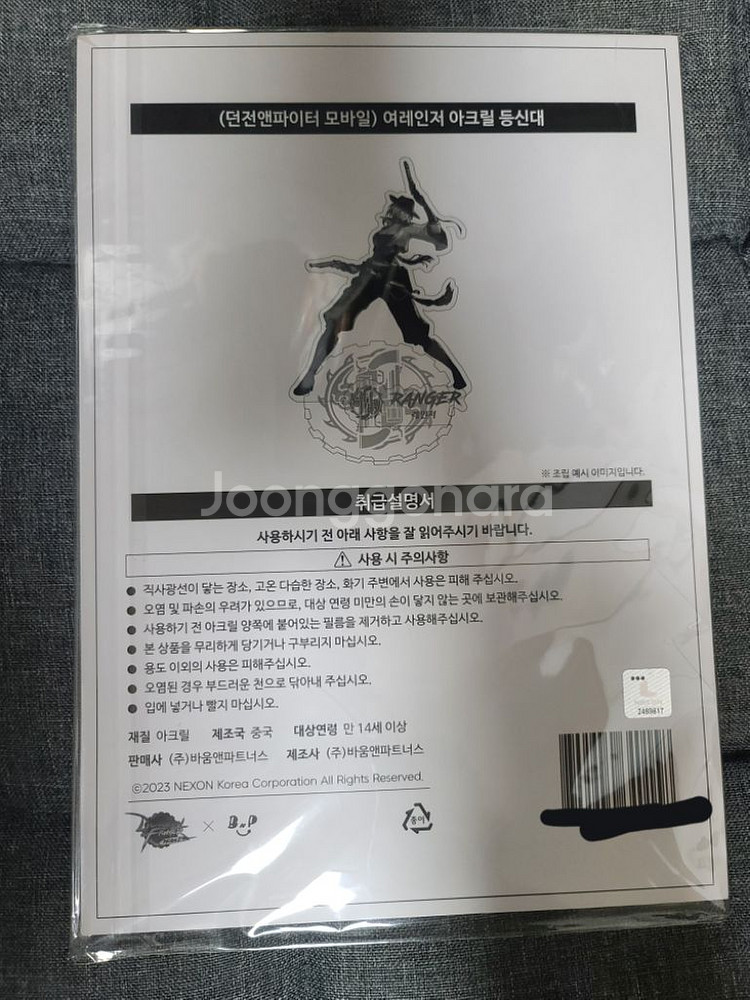 (던전앤파이터 모바일) 여레인저 아크릴 등신대
RANGER
레인저
※ 조립 예시 이미지입니다.
Joonggonara
취급설명서
사용하시기 전 아래 사항을 잘 읽어주시기 바랍니다.
사용 시 주의사항
● 직사광선이 닿는 장소, 고온 다습한 장소, 화기 주변에서 사용은 피해 주십시오.
● 오염 및 파손의 우려가 있으므로, 대상 연령 미만의 손이 닿지 않는 곳에 보관해주십시오.
● 사용하기 전 아크릴 양쪽에 붙어있는 필름을 제거하고 사용해주십시오.
● 본 상품을 무리하게 당기거나 구부리지 마십시오.
● 용도 이외의 사용은 피해주십시오.
● 오염된 경우 부드러운 천으로 닦아내 주십시오.
● 입에 넣거나 빨지 마십시오.
재질 아크릴 제조국 중국 대상연령 만 14세 이상
판매사 (주)바움앤파트너스 제조사 (주)바움앤파트너스
©2023 NEXON Korea Corporation All Rights Reserved.
× B&P
종이